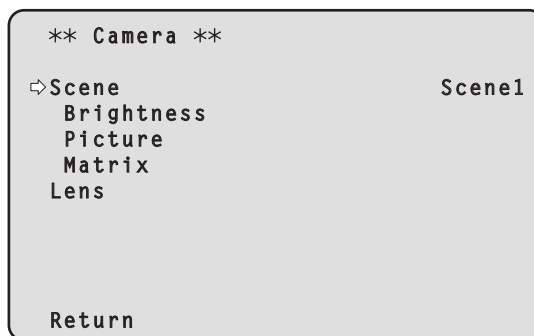 ** Camera **
⇨Scene Scene1
Brightness
Picture
Matrix
Lens
Return